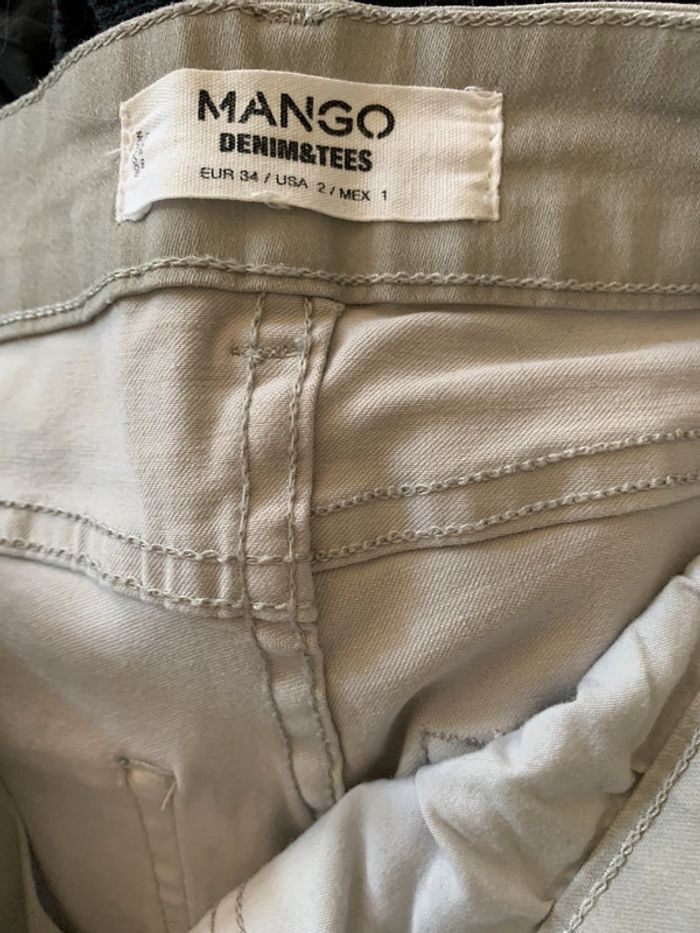 MANGO
DENIM&TEES
EUR 34 / USA 2 / MEX 1